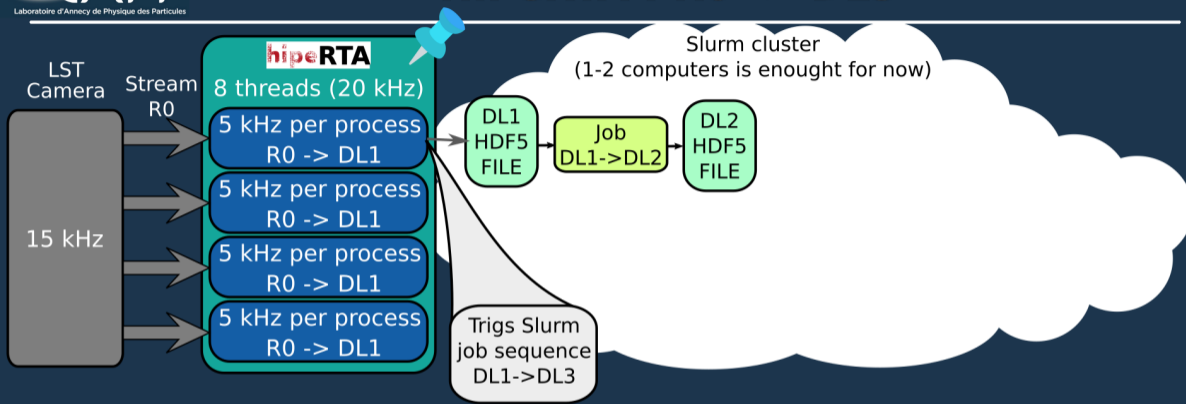 Laboratoire d'Annecy de Physique des Particules
LST
Camera
15 kHz
Stream
R0
hipeRTA
8 threads (20 kHz)
5 kHz per process
R0 -> DL1
5 kHz per process
R0 -> DL1
5 kHz per process
R0 -> DL1
5 kHz per process
R0 -> DL1
Slurm cluster
(1-2 computers is enought for now)
DL1
HDF5
FILE
Job
DL1->DL2
DL2
HDF5
FILE
Trigs Slurm
job sequence
DL1->DL3